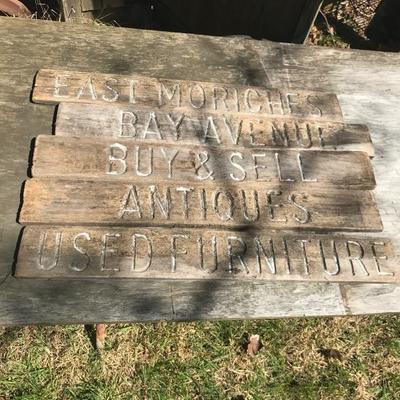 EAST MORICHES
BAY AVENUE
BUY & SELL
ANTIQUES
USED FURNITURE